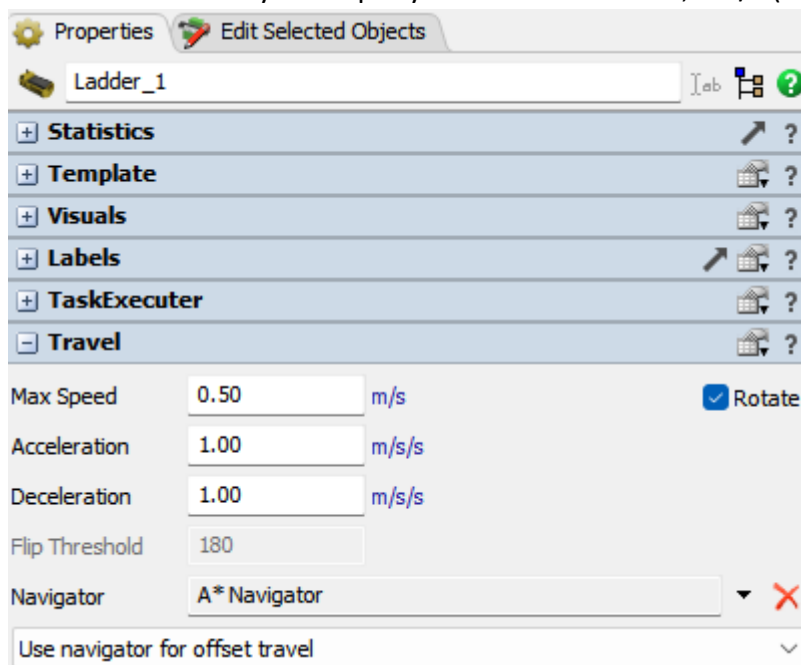 Properties Edit Selected Objects
Ladder_1
Statistics ?
Template ?
Visuals ?
Labels ?
TaskExecuter ?
Travel ?
Max Speed 0.50 m/s Rotate
Acceleration 1.00 m/s/s
Deceleration 1.00 m/s/s
Flip Threshold 180
Navigator A* Navigator
Use navigator for offset travel